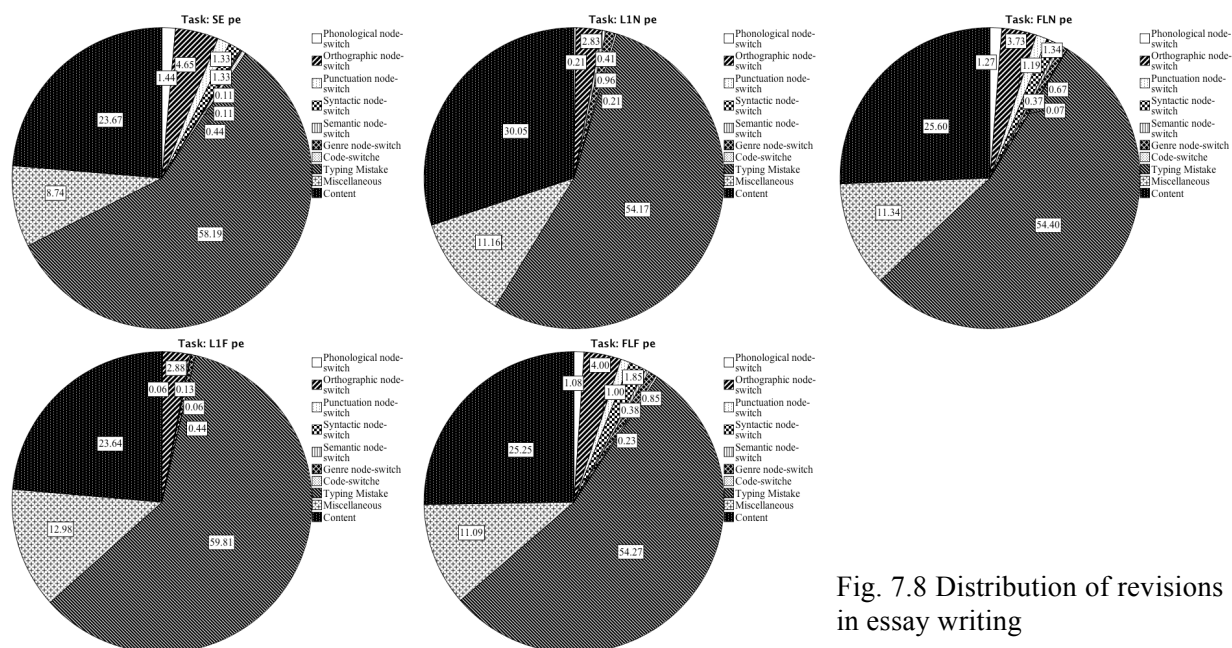 Task: SE pe
1.44
4.65
1.33
1.33
0.11
0.11
0.44
23.67
8.74
58.19
Phonological node-
switch
Orthographic node-
switch
Punctuation node-
switch
Syntactic node-
switch
Semantic node-
switch
Genre node-switch
Code-switche
Typing Mistake
Miscellaneous
Content
Task: L1N pe
2.83
0.21
0.41
0.96
0.21
30.05
11.16
54.17
Phonological node-
switch
Orthographic node-
switch
Punctuation node-
switch
Syntactic node-
switch
Semantic node-
switch
Genre node-switch
Code-switche
Typing Mistake
Miscellaneous
Content
Task: FLN pe
1.27
3.73
1.19
1.34
0.37
0.67
0.07
25.60
11.34
54.40
Phonological node-
switch
Orthographic node-
switch
Punctuation node-
switch
Syntactic node-
switch
Semantic node-
switch
Genre node-switch
Code-switche
Typing Mistake
Miscellaneous
Content
Task: L1F pe
2.88
0.06
0.13
0.06
0.44
23.64
12.98
59.81
Phonological node-
switch
Orthographic node-
switch
Punctuation node-
switch
Syntactic node-
switch
Semantic node-
switch
Genre node-switch
Code-switche
Typing Mistake
Miscellaneous
Content
Task: FLF pe
1.08
4.00
1.00
1.85
0.38
0.85
0.23
25.25
11.09
54.27
Phonological node-
switch
Orthographic node-
switch
Punctuation node-
switch
Syntactic node-
switch
Semantic node-
switch
Genre node-switch
Code-switche
Typing Mistake
Miscellaneous
Content
Fig. 7.8 Distribution of revisions
in essay writing